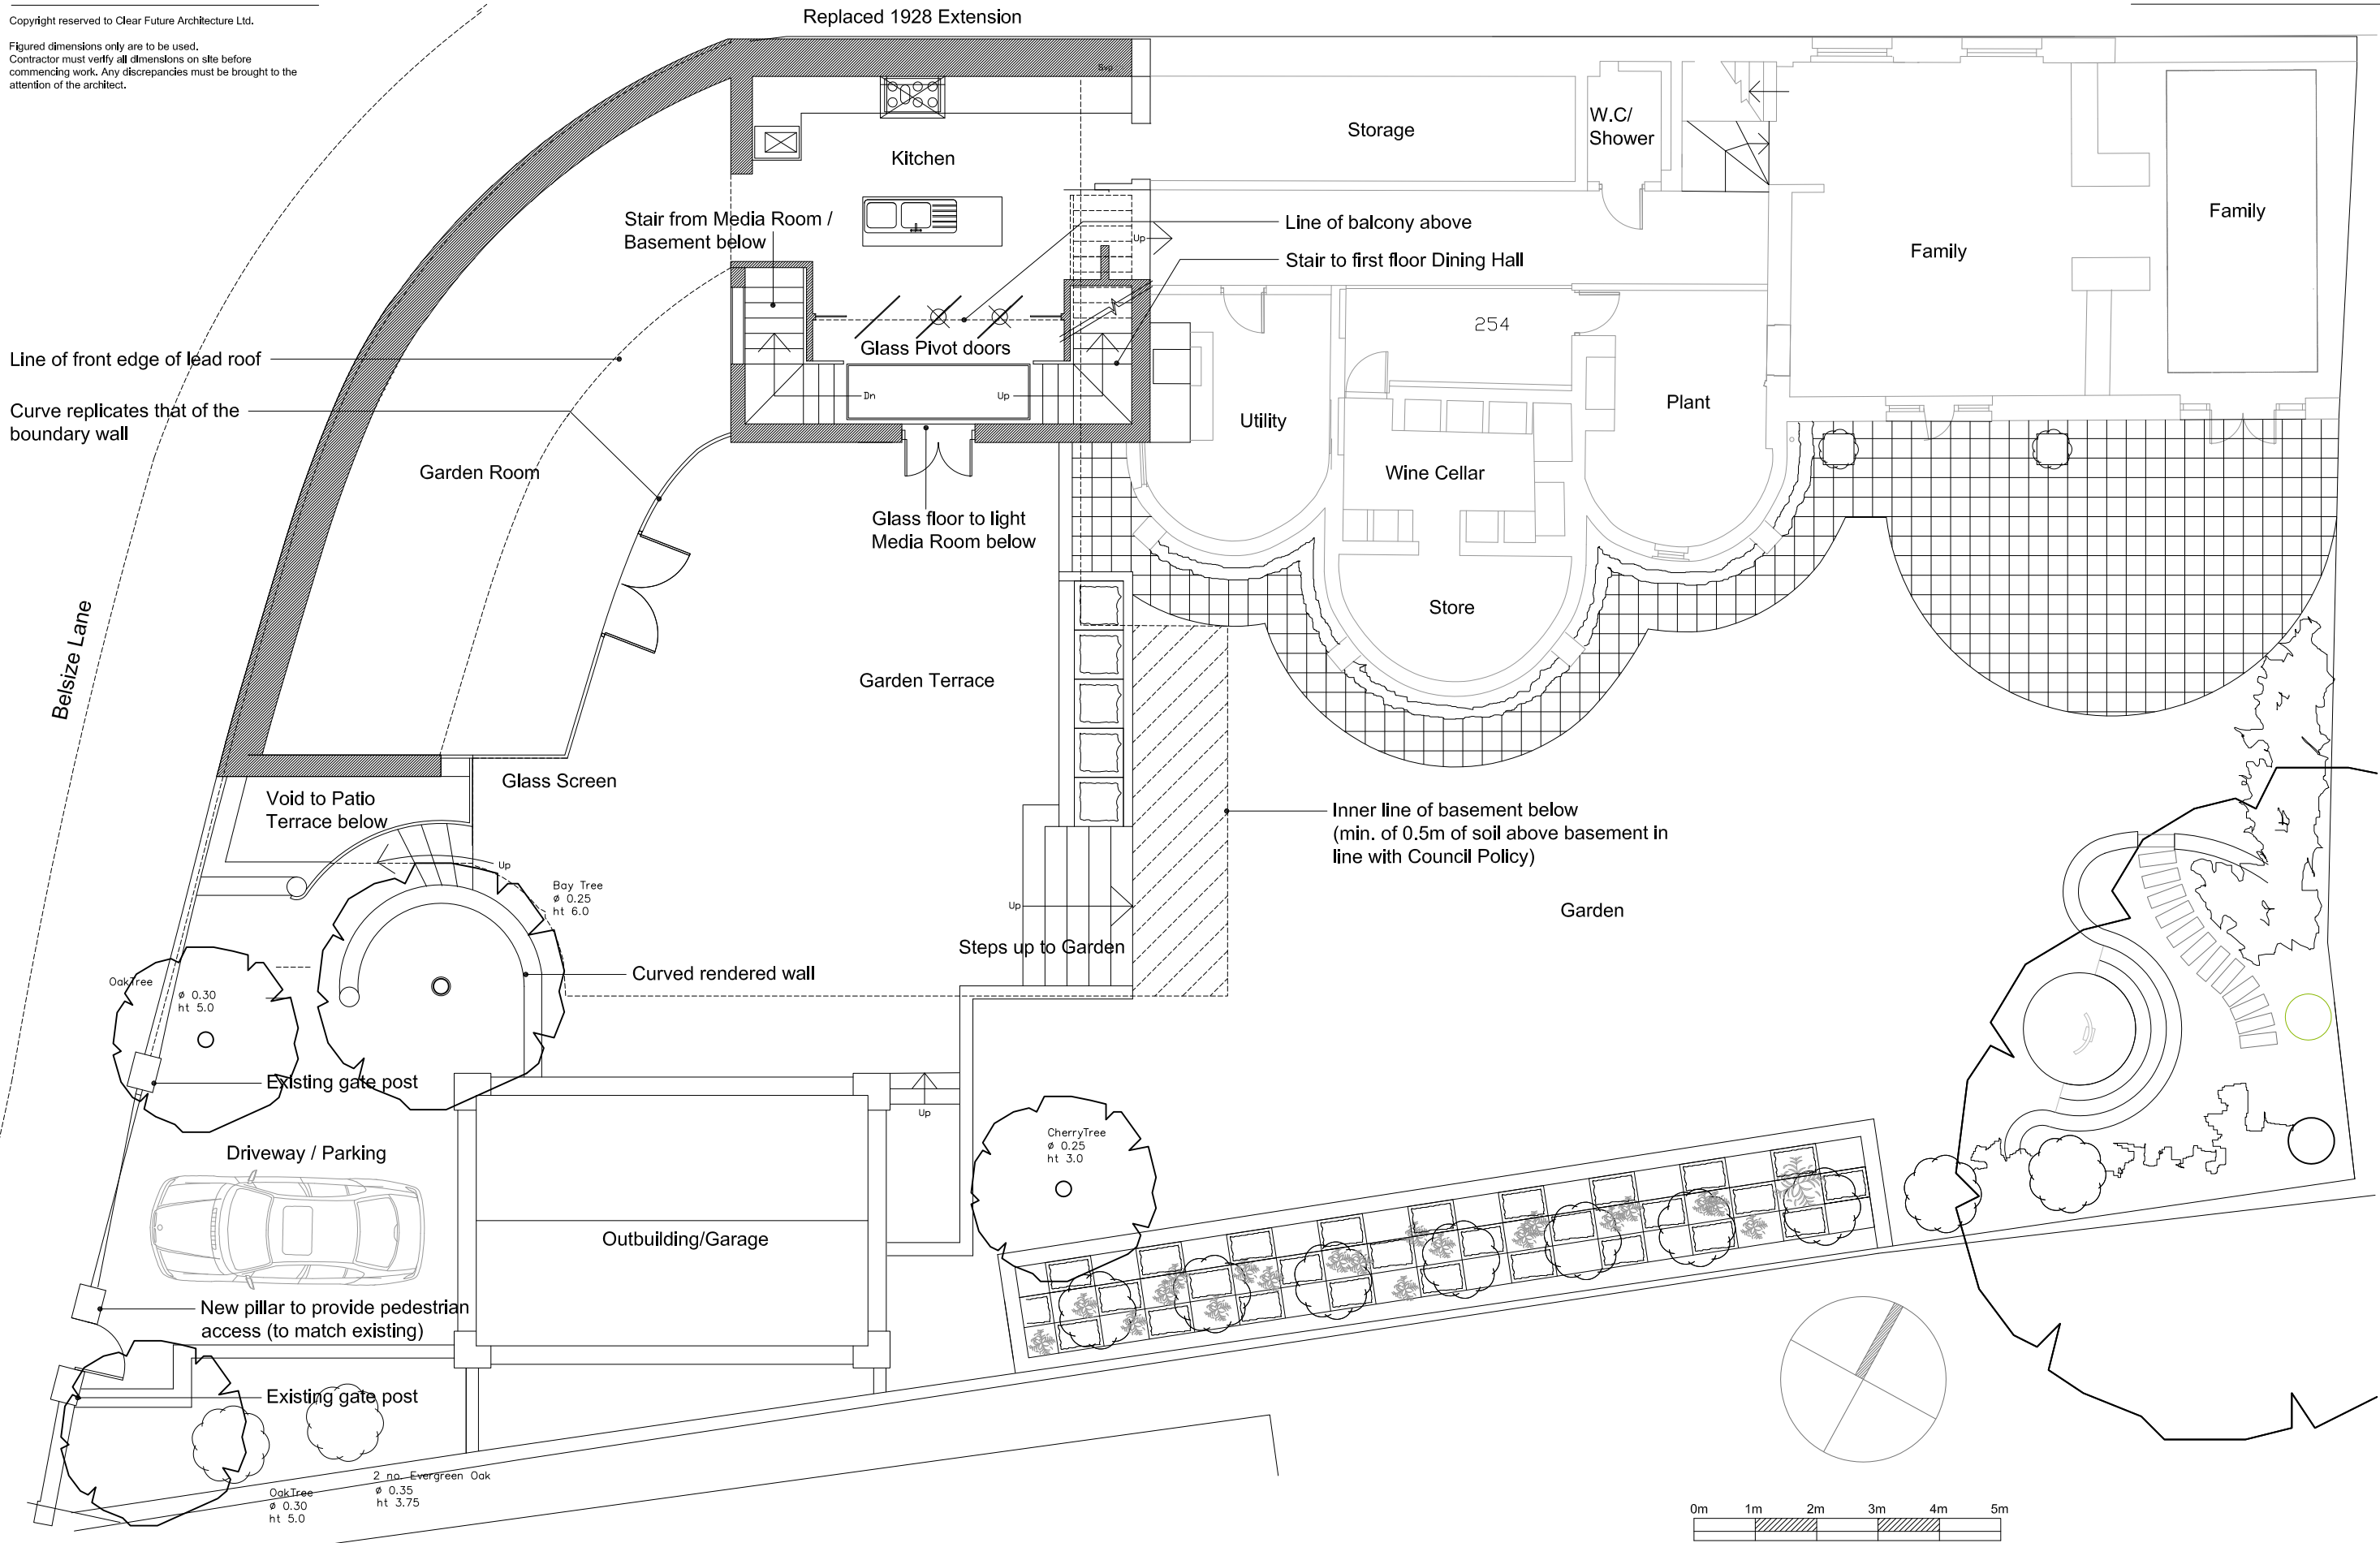 Copyright reserved to Clear Future Architecture Ltd.
Figured dimensions only are to be used.
Contractor must verify all dimensions on site before
commencing work. Any discrepancies must be brought to the
attention of the architect.
Replaced 1928 Extension
Svp
Kitchen
Storage
W.C/
Shower
Family
Family
Stair from Media Room /
Basement below
Line of balcony above
Up
Stair to first floor Dining Hall
254
Glass Pivot doors
Line of front edge of lead roof
Dn
Up
Curve replicates that of the
boundary wall
Utility
Plant
Garden Room
Wine Cellar
Glass floor to light
Media Room below
Store
Belsize Lane
Garden Terrace
Glass Screen
Void to Patio
Terrace below
Inner line of basement below
(min. of 0.5m of soil above basement in
line with Council Policy)
Up
Bay Tree
ø 0.25
ht 6.0
Up
Garden
Steps up to Garden
Curved rendered wall
OakTree
ø 0.30
ht 5.0
Existing gate post
Up
CherryTree
ø 0.25
ht 3.0
Driveway / Parking
Outbuilding/Garage
New pillar to provide pedestrian
access (to match existing)
Existing gate post
2 no. Evergreen Oak
ø 0.35
ht 3.75
OakTree
ø 0.30
ht 5.0
0m 1m 2m 3m 4m 5m